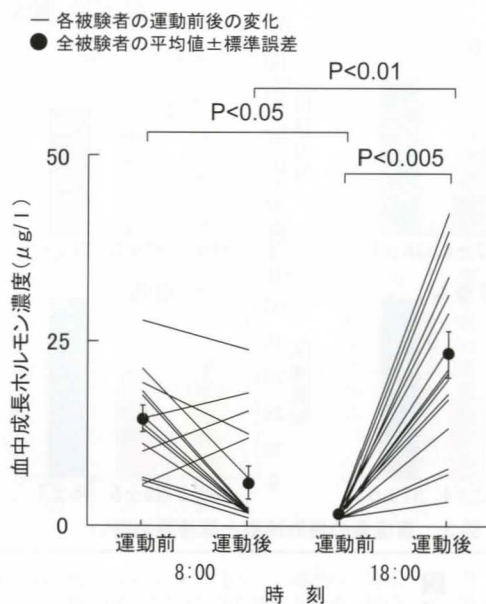 — 各被験者の運動前後の変化
● 全被験者の平均値±標準誤差
P<0.01
P<0.05
P<0.005
50
25
0
血中成長ホルモン濃度(μg/l)
運動前 運動後 運動前 運動後
8:00 18:00
時 刻